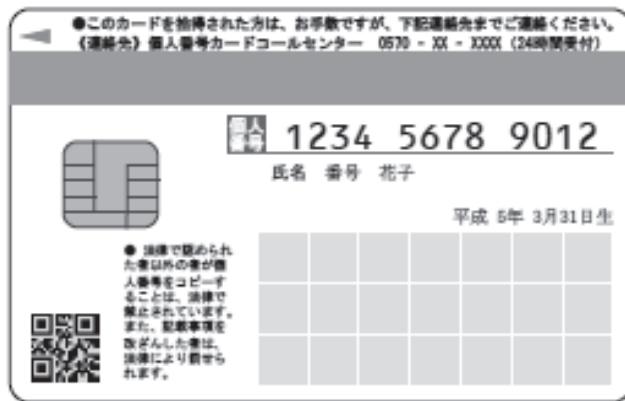 ●このカードを拾得された方は、お手数ですが、下記連絡先までご連絡ください。
《連絡先》個人番号カードコールセンター 0570 - XX - XXXX(24時間受付)
個人番号 1234 5678 9012
氏名 番号 花子
平成 5年 3月31日生
● 法律で認められ
た者以外の者が個
人番号をコピーす
ることは、法律で
禁止されています。
また、記載事項を
改ざんした者は、
法律により罰せら
れます。